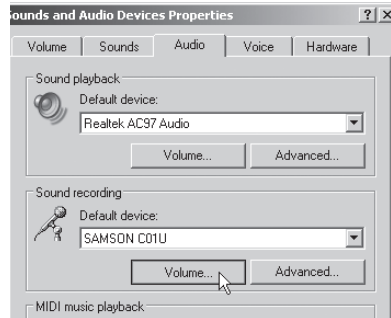 Sounds and Audio Devices Properties
Volume Sounds Audio Voice Hardware
Sound playback
Default device:
Realtek AC97 Audio
Volume... Advanced...
Sound recording
Default device:
SAMSON C01U
Volume... Advanced...
MIDI music playback